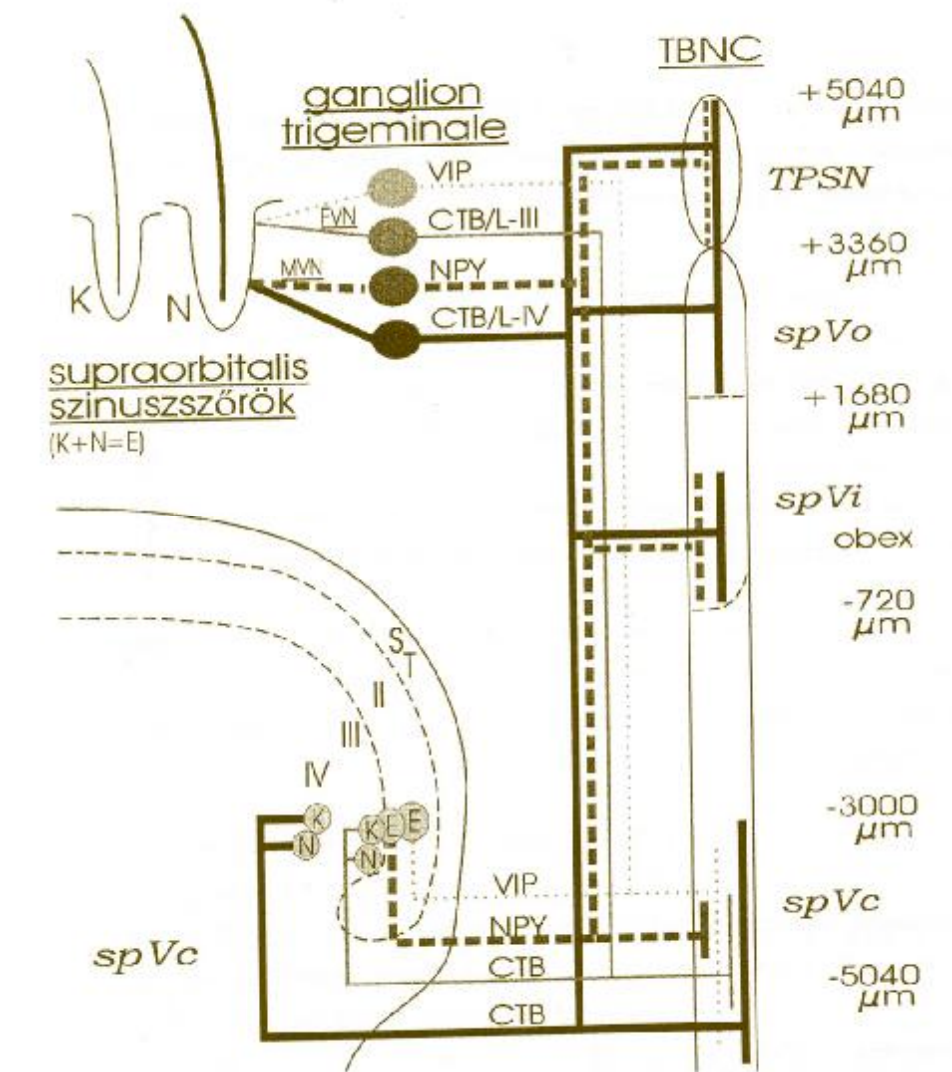 TBNC
+5040
µm
ganglion
trigeminale
VIP
TPSN
FVN
CTB/L-III
+3360
µm
MVN
NPY
K
N
CTB/L-IV
spVo
supraorbitalis
szinuszszőrök
(K+N=E)
+1680
µm
spVi
obex
-720
µm
S
T
II
III
IV
-3000
µm
K
K
E
E
N
N
VIP
spVc
NPY
spVc
CTB
-5040
µm
CTB